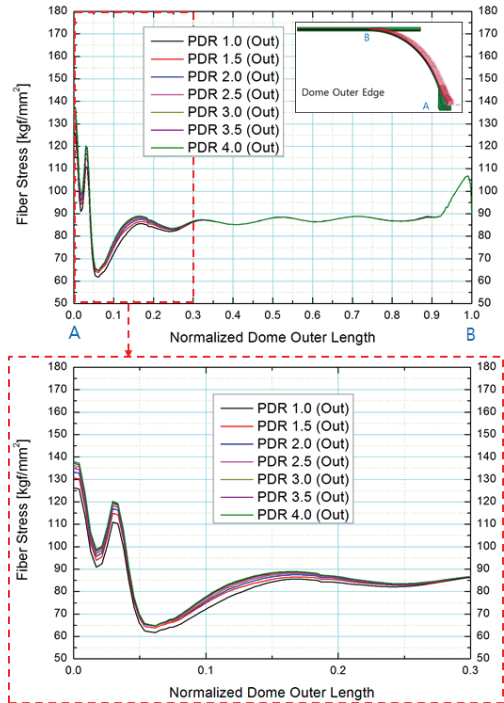 180
170
160
150
140
130
120
110
100
90
80
70
60
50
Fiber Stress [kgf/mm²]
PDR 1.0 (Out)
PDR 1.5 (Out)
PDR 2.0 (Out)
PDR 2.5 (Out)
PDR 3.0 (Out)
PDR 3.5 (Out)
PDR 4.0 (Out)
B
Dome Outer Edge
A
0.0 0.1 0.2 0.3 0.4 0.5 0.6 0.7 0.8 0.9 1.0
A
B
Normalized Dome Outer Length
180
170
160
150
140
130
120
110
100
90
80
70
60
50
Fiber Stress [kgf/mm²]
PDR 1.0 (Out)
PDR 1.5 (Out)
PDR 2.0 (Out)
PDR 2.5 (Out)
PDR 3.0 (Out)
PDR 3.5 (Out)
PDR 4.0 (Out)
0.0 0.1 0.2 0.3
Normalized Dome Outer Length